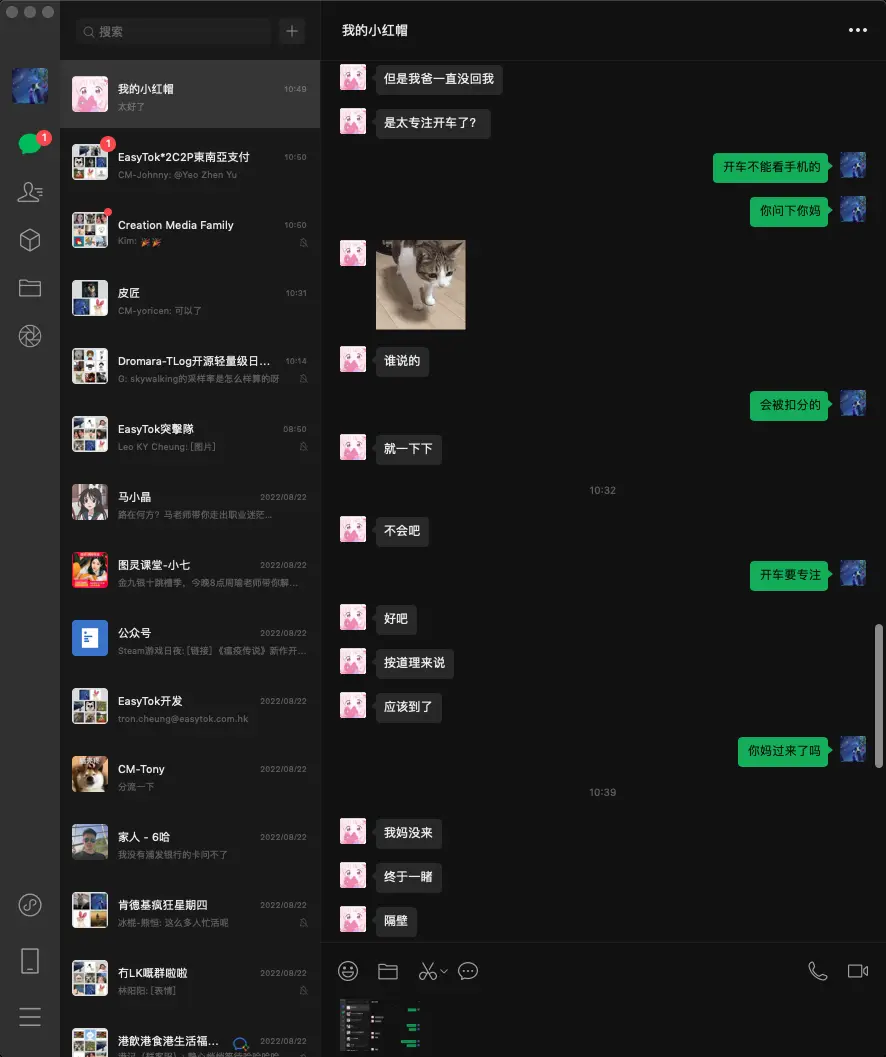 搜索
我的小红帽
10:49
太好了
1
1
EasyTok*2C2P東南亞支付
10:50
CM-Johnny: @Yeo Zhen Yu
Creation Media Family
10:50
Kim: 🎉🎉
皮匠
10:31
CM-yoricen: 可以了
Dromara-TLog开源轻量级日...
10:14
G: skywalking的采样率是怎么样算的呀
EasyTok突擊隊
08:50
Leo KY Cheung: [图片]
马小晶
2022/08/22
路在何方？马老师带你走出职业迷茫...
图灵课堂-小七
2022/08/22
金九银十跳槽季，今晚8点周瑜老师带你解...
公众号
2022/08/22
Steam游戏日夜: [链接]《瘟疫传说》新作开...
EasyTok开发
2022/08/22
tron.cheung@easytok.com.hk
CM-Tony
2022/08/22
分流一下
家人 - 6哈
2022/08/22
我没有浦发银行的卡问不了
肯德基疯狂星期四
2022/08/22
冰棍-熊恒: 这么多人忙活呢
冇LK嘅群啦啦
2022/08/22
林阳阳: [表情]
港飲港食港生活福...
2022/08/22
我的小红帽
但是我爸一直没回我
是太专注开车了？
开车不能看手机的
你问下你妈
谁说的
会被扣分的
就一下下
10:32
不会吧
开车要专注
好吧
按道理来说
应该到了
你妈过来了吗
10:39
我妈没来
终于一睹
隔壁